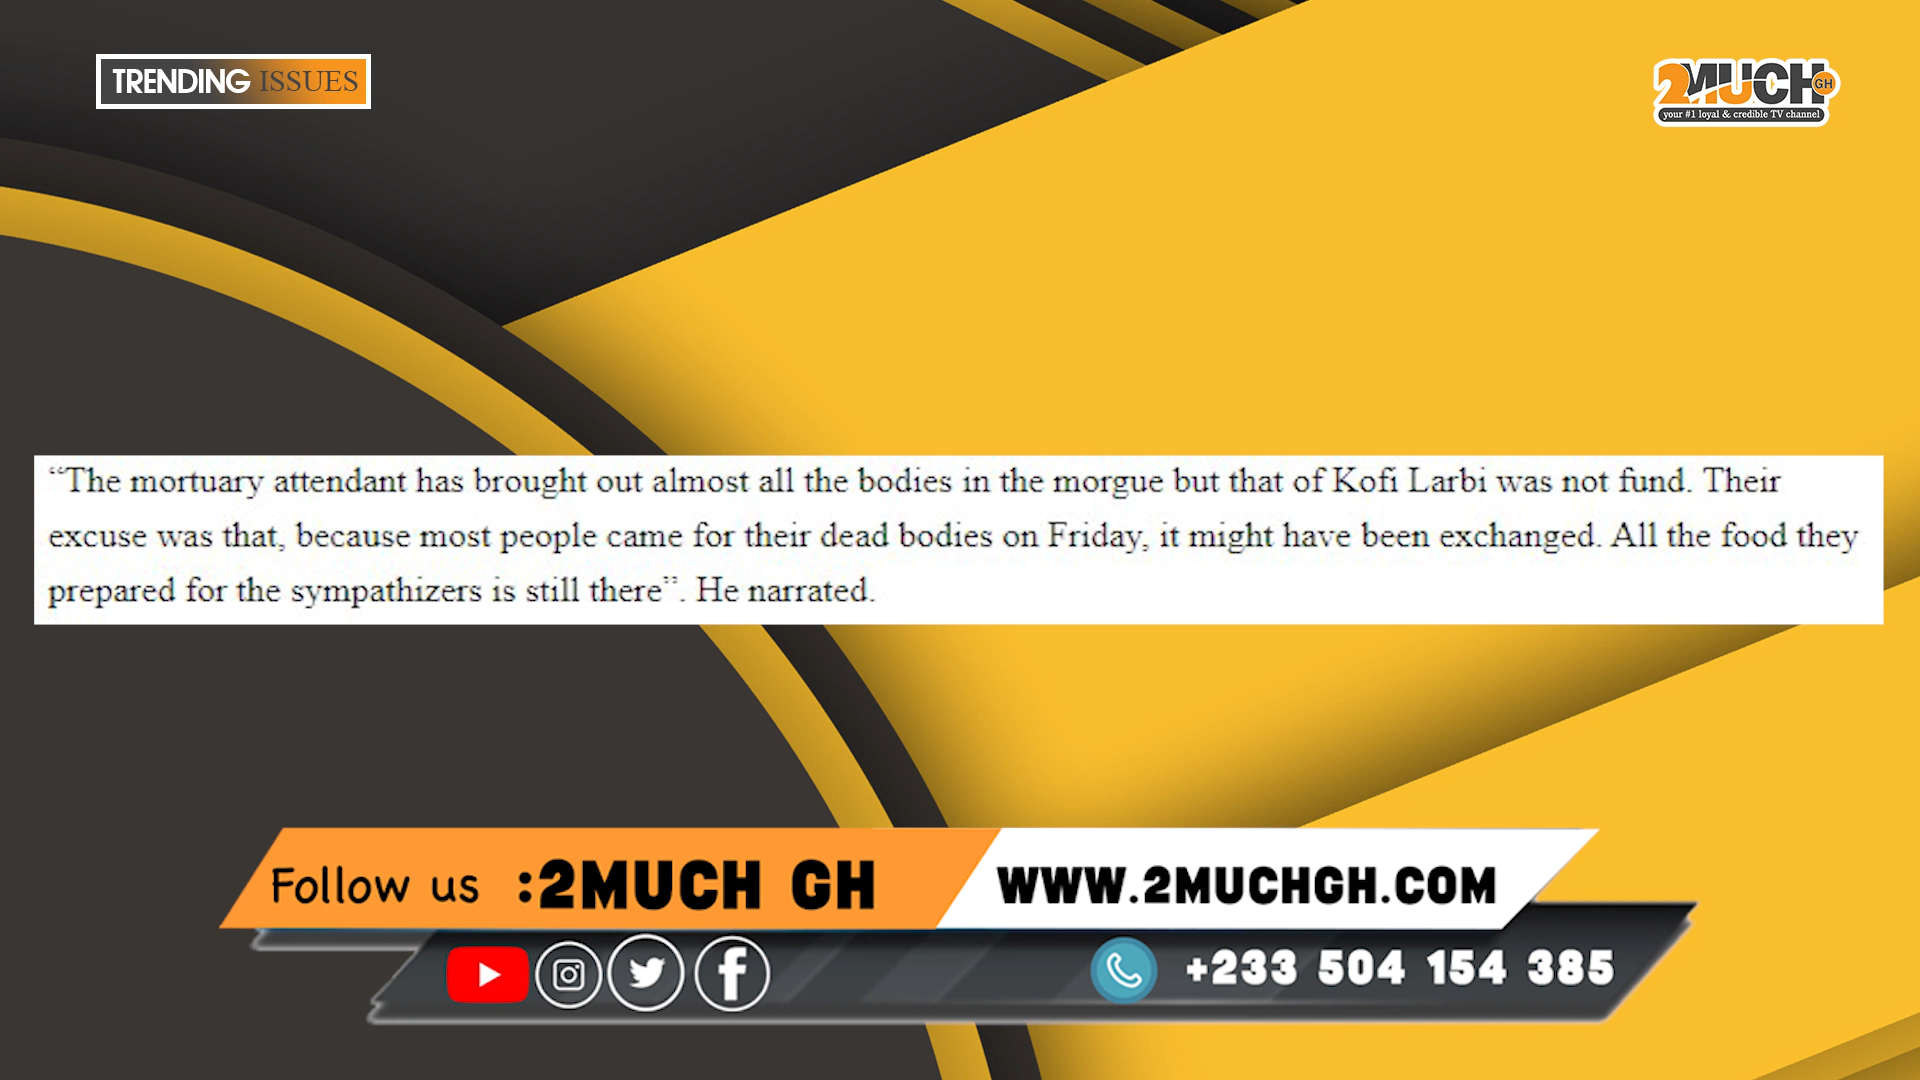 TRENDING ISSUES
2MUCH GH
your #1 loyal & credible TV channel
“The mortuary attendant has brought out almost all the bodies in the morgue but that of Kofi Larbi was not fund. Their
excuse was that, because most people came for their dead bodies on Friday, it might have been exchanged. All the food they
prepared for the sympathizers is still there”. He narrated.
Follow us :2MUCH GH
WWW.2MUCHGH.COM
+233 504 154 385